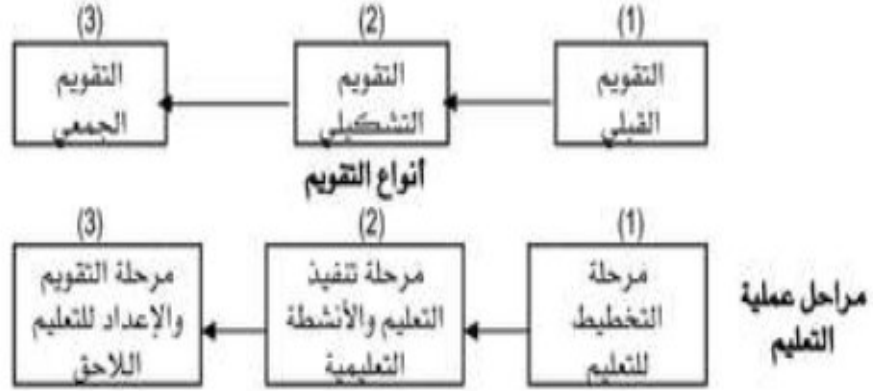 (1)
التقويم
القبلي
(2)
التقويم
التشكيلي
(3)
التقويم
الجمعي
أنواع التقويم
مراحل عملية
التعليم
(1)
مرحلة
التخطيط
للتعليم
(2)
مرحلة تنفيذ
التعليم والأنشطة
التعليمية
(3)
مرحلة التقويم
والإعداد للتعليم
اللاحق